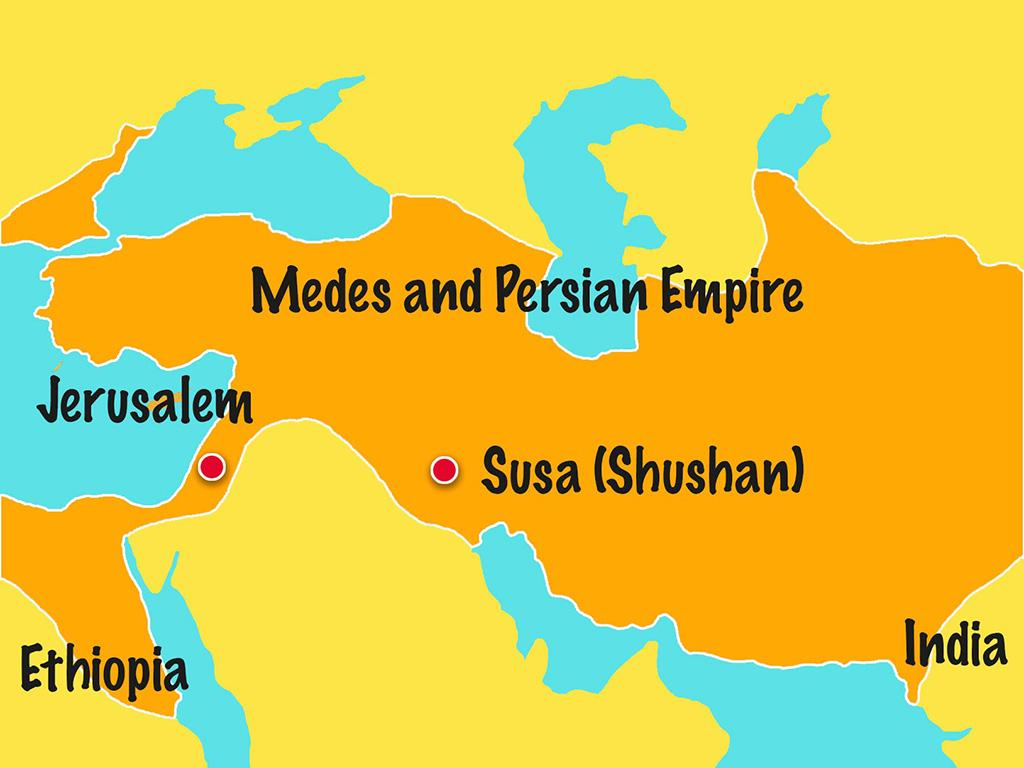 Medes and Persian Empire
Jerusalem
Susa (Shushan)
Ethiopia
India